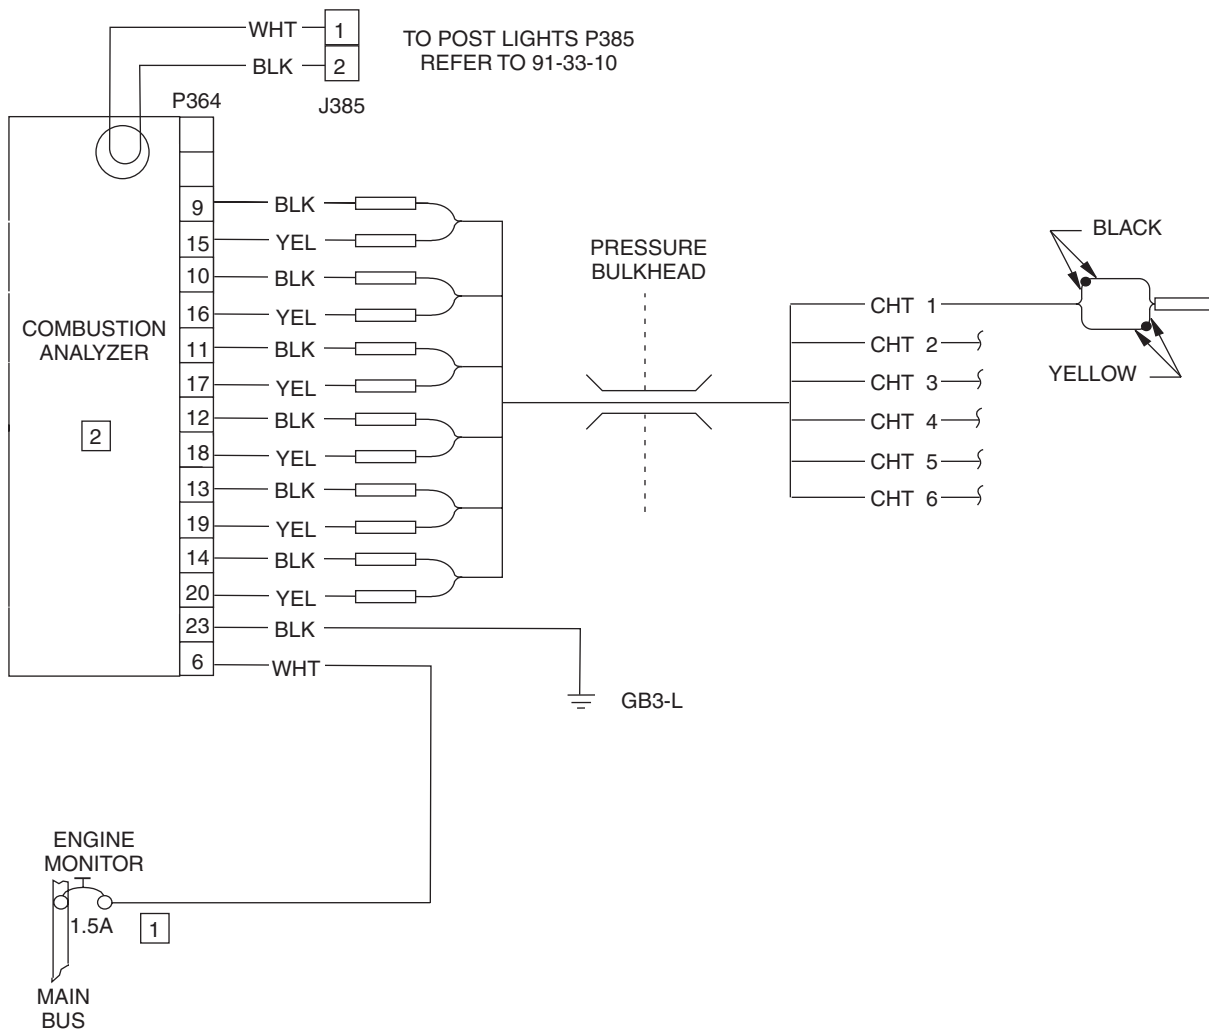 WHT 1
TO POST LIGHTS P385
REFER TO 91-33-10
BLK 2
P364
J385
9 BLK
15 YEL
10 BLK
16 YEL
11 BLK
17 YEL
12 BLK
18 YEL
13 BLK
19 YEL
14 BLK
20 YEL
23 BLK
6 WHT
COMBUSTION
ANALYZER
2
PRESSURE
BULKHEAD
CHT 1
CHT 2
CHT 3
CHT 4
CHT 5
CHT 6
BLACK
YELLOW
GB3-L
ENGINE
MONITOR
1.5A
1
MAIN
BUS